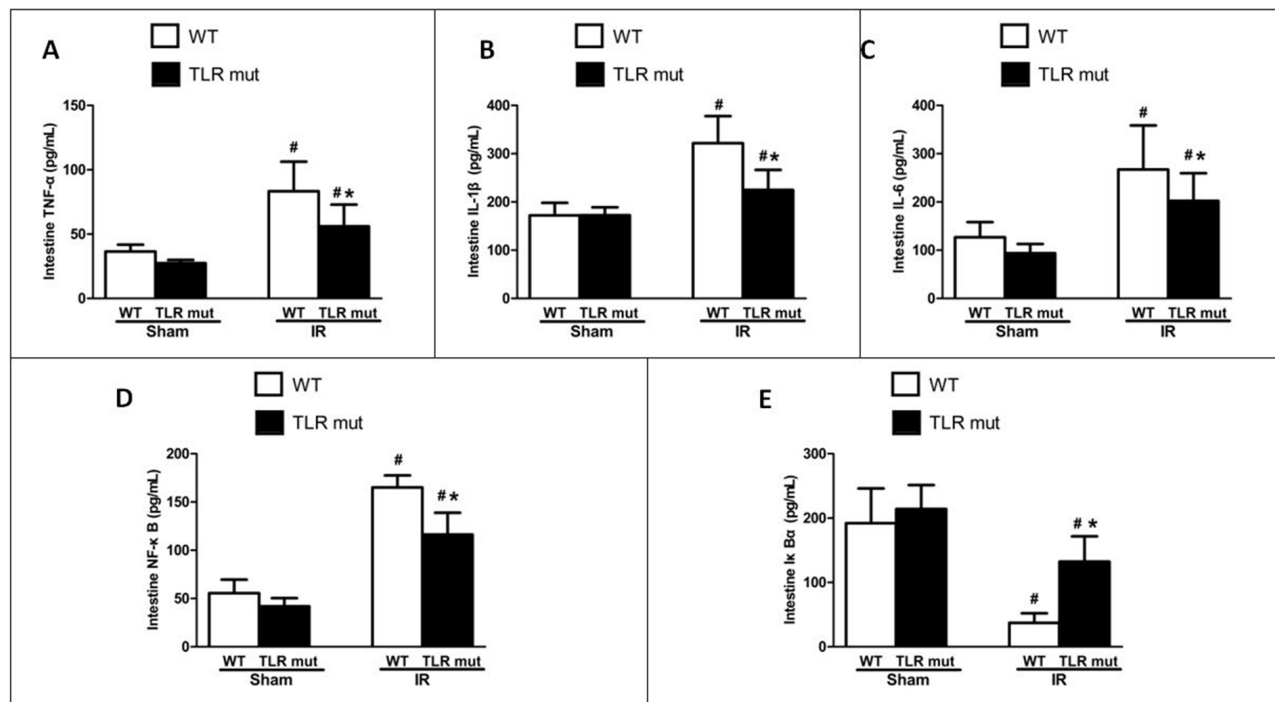 A
WT
TLR mut
Intestine TNF-α (pg/mL)
150
100
50
0
#
#*
WT TLR mut WT TLR mut
Sham IR
B
WT
TLR mut
Intestine IL-1β (pg/mL)
400
300
200
100
0
#
#*
WT TLR mut WT TLR mut
Sham IR
C
WT
TLR mut
Intestine IL-6 (pg/mL)
400
300
200
100
0
#
#*
WT TLR mut WT TLR mut
Sham IR
D
WT
TLR mut
Intestine NF-κ B (pg/mL)
200
150
100
50
0
#
#*
WT TLR mut WT TLR mut
Sham IR
E
WT
TLR mut
Intestine Iκ Bα (pg/mL)
300
200
100
0
#
# *
WT TLR mut WT TLR mut
Sham IR